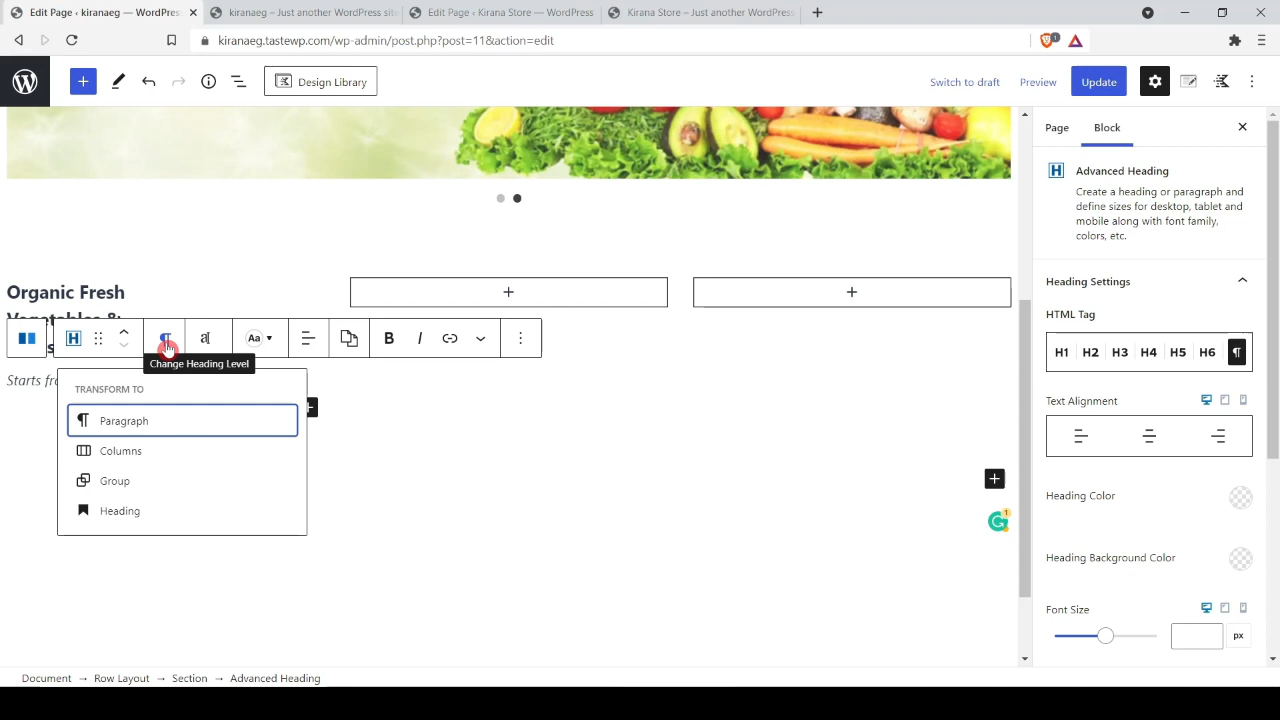 Edit Page ‹ kiranaeg — WordPres
kiranaeg – Just another WordPress site
Edit Page ‹ Kirana Store — WordPress
Kirana Store – Just another WordPress
kiranaeg.tastewp.com/wp-admin/post.php?post=11&action=edit
1
Design Library
Switch to draft
Preview
Update
Page
Block
Advanced Heading
Create a heading or paragraph and
define sizes for desktop, tablet and
mobile along with font family,
colors, etc.
Organic Fresh
Vegetables &
H
Aa
B
I
Change Heading Level
Starts fr
TRANSFORM TO
Paragraph
Columns
Group
Heading
1
Heading Settings
HTML Tag
H1 H2 H3 H4 H5 H6 ¶
Text Alignment
Heading Color
Heading Background Color
Font Size
px
Document → Row Layout → Section → Advanced Heading